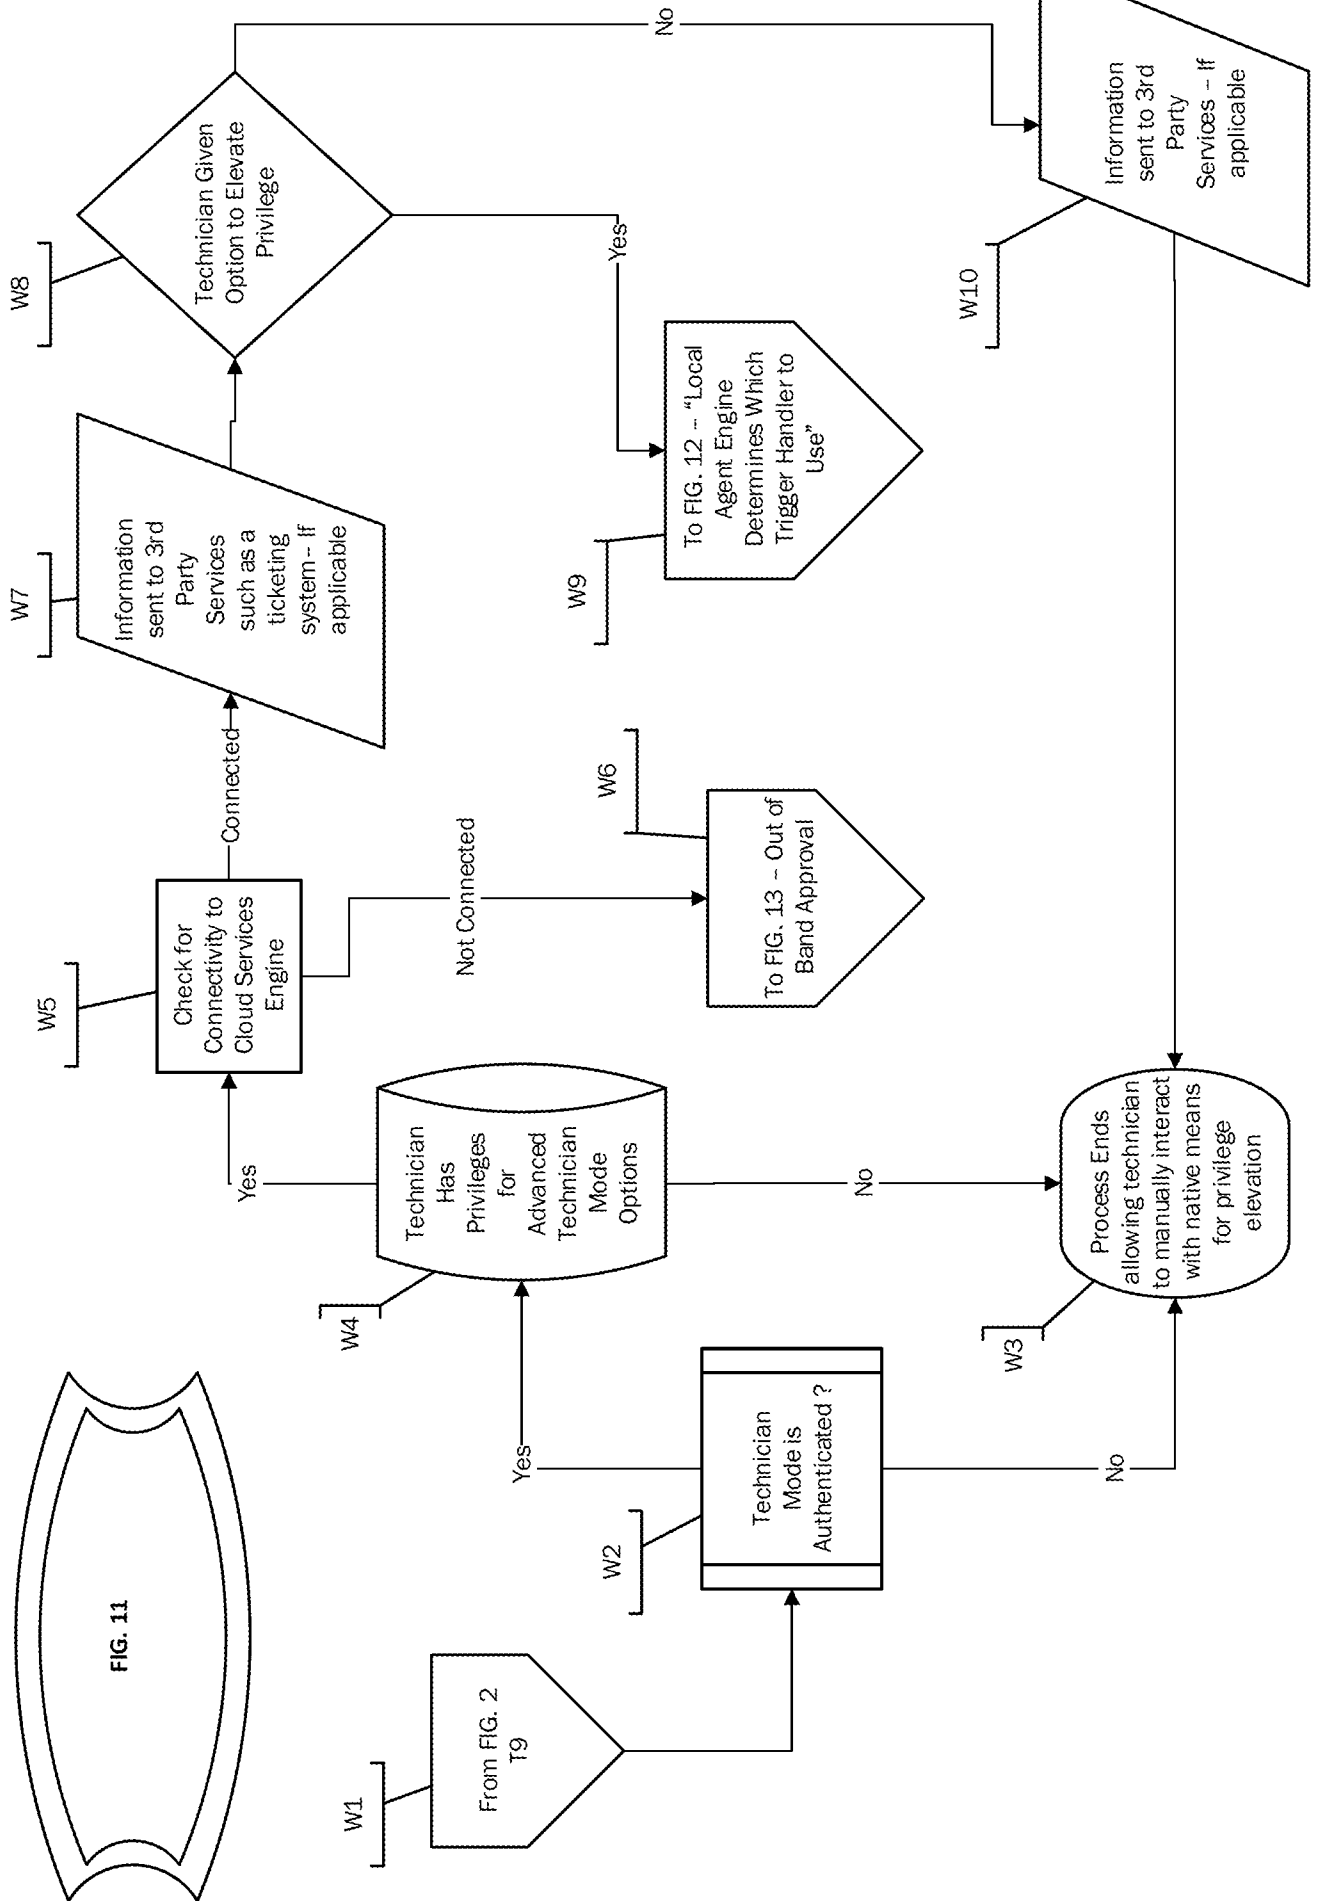 FIG. 11
W1
From FIG. 2
T9
W2
Technician
Mode is
Authenticated ?
Yes
No
W3
Process Ends
allowing technician
to manually interact
with native means
for privilege
elevation
W4
Technician
Has
Privileges
for
Advanced
Technician
Mode
Options
Yes
No
W5
Check for
Connectivity to
Cloud Services
Engine
Connected
Not Connected
W6
To FIG. 13 – Out of
Band Approval
W7
Information
sent to 3rd
Party
Services
such as a
ticketing
system – If
applicable
W8
Technician Given
Option to Elevate
Privilege
Yes
No
W9
To FIG. 12 – "Local
Agent Engine
Determines Which
Trigger Handler to
Use"
W10
Information
sent to 3rd
Party
Services – If
applicable